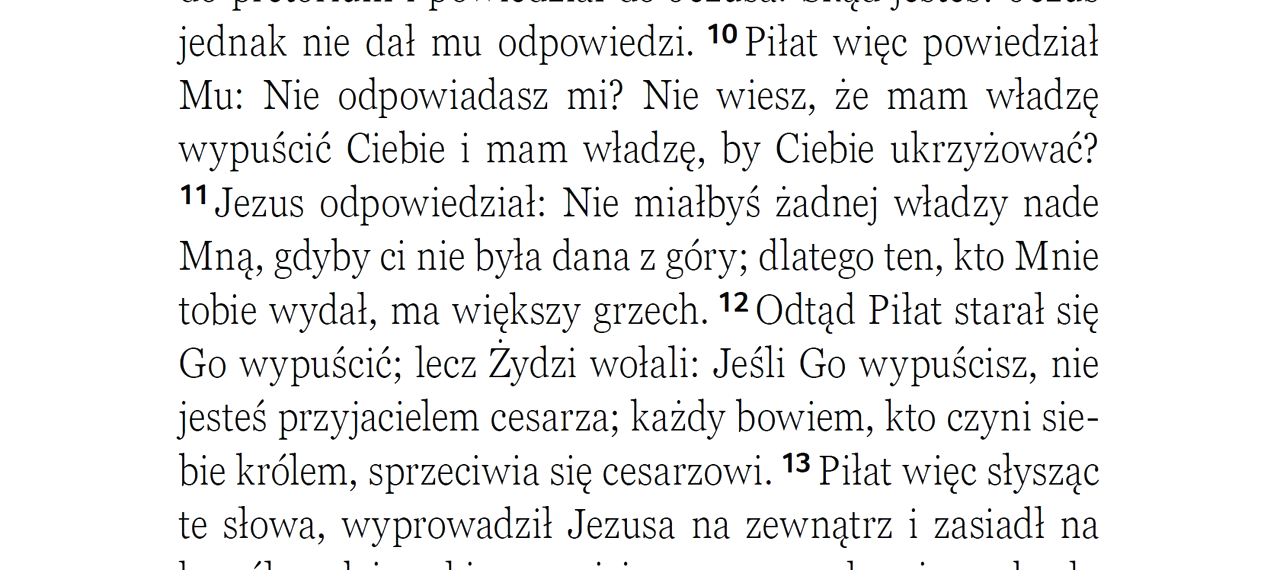 jednak nie dał mu odpowiedzi. 10 Piłat więc powiedział
Mu: Nie odpowiadasz mi? Nie wiesz, że mam władzę
wypuścić Ciebie i mam władzę, by Ciebie ukrzyżować?
11 Jezus odpowiedział: Nie miałbyś żadnej władzy nade
Mną, gdyby ci nie była dana z góry; dlatego ten, kto Mnie
tobie wydał, ma większy grzech. 12 Odtąd Piłat starał się
Go wypuścić; lecz Żydzi wołali: Jeśli Go wypuścisz, nie
jesteś przyjacielem cesarza; każdy bowiem, kto czyni sie-
bie królem, sprzeciwia się cesarzowi. 13 Piłat więc słysząc
te słowa, wyprowadził Jezusa na zewnątrz i zasiadł na